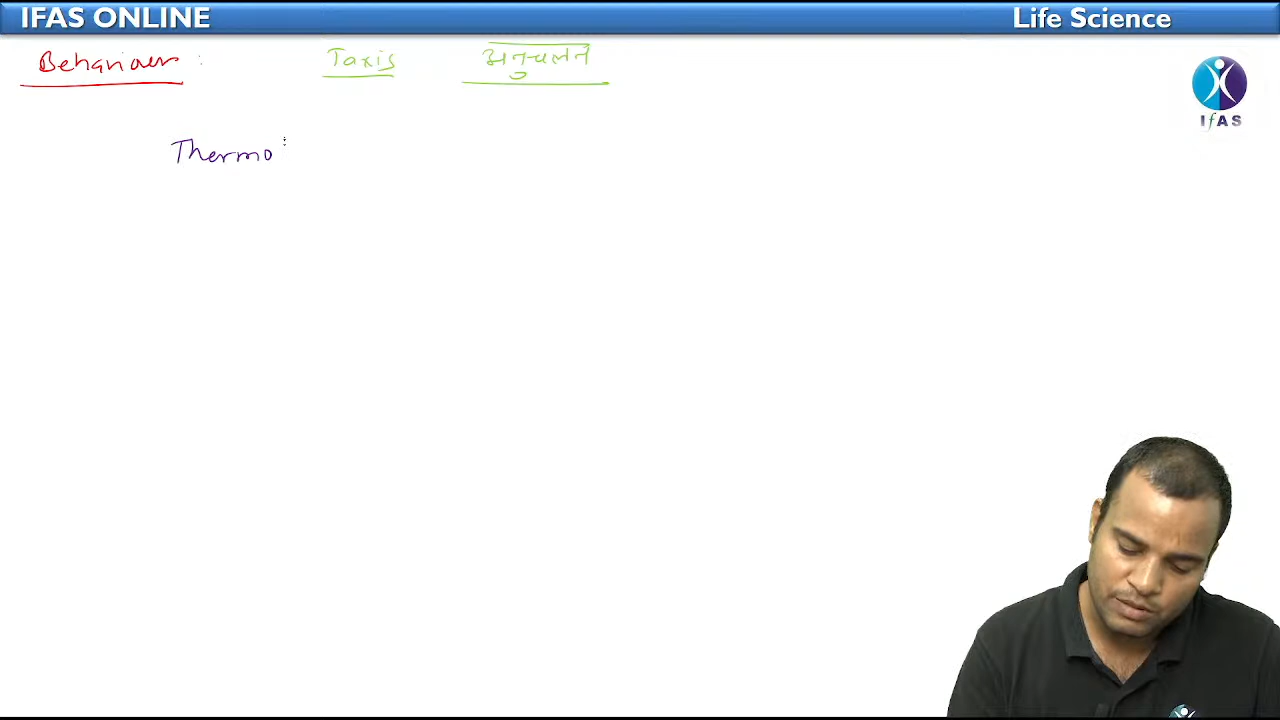 IFAS ONLINE Life Science
Behaviour : Taxis अनुचलन
IfAS
Thermo